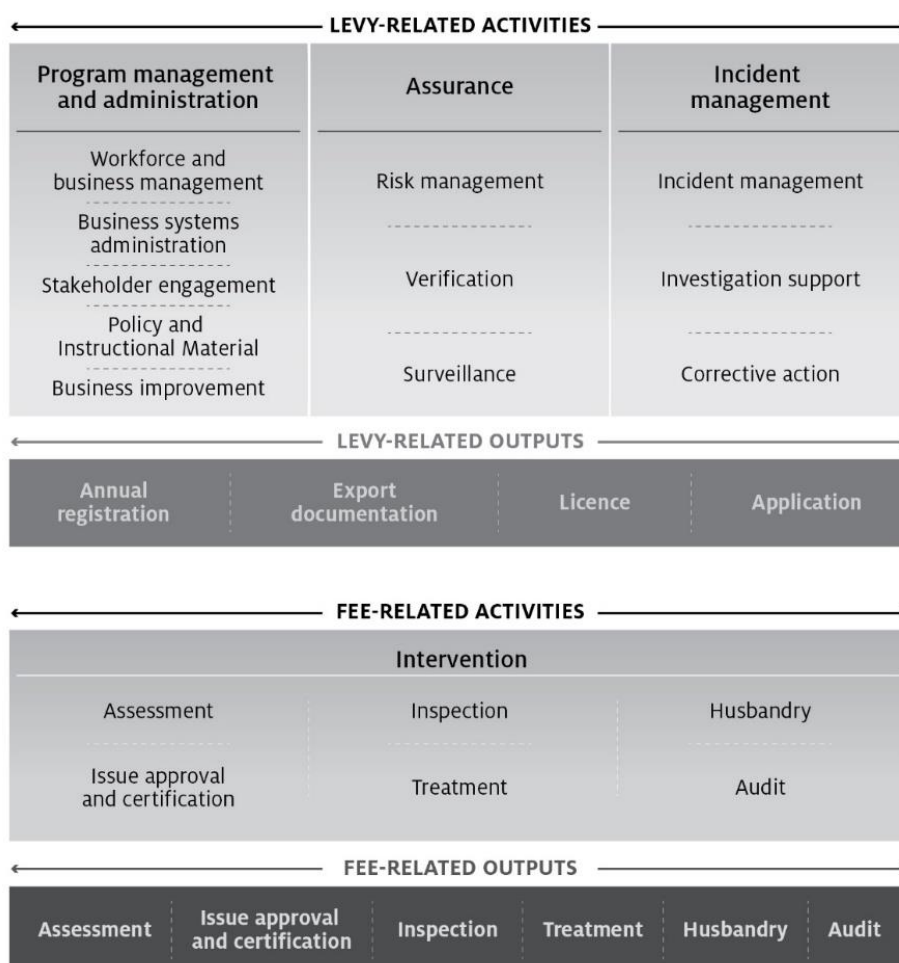 LEVY-RELATED ACTIVITIES
Program management
and administration
Workforce and
business management
Business systems
administration
Stakeholder engagement
Policy and
Instructional Material
Business improvement
Assurance
Risk management
Verification
Surveillance
Incident
management
Incident management
Investigation support
Corrective action
LEVY-RELATED OUTPUTS
Annual
registration
Export
documentation
Licence
Application
FEE-RELATED ACTIVITIES
Intervention
Assessment
Issue approval
and certification
Inspection
Treatment
Husbandry
Audit
FEE-RELATED OUTPUTS
Assessment
Issue approval
and certification
Inspection
Treatment
Husbandry
Audit